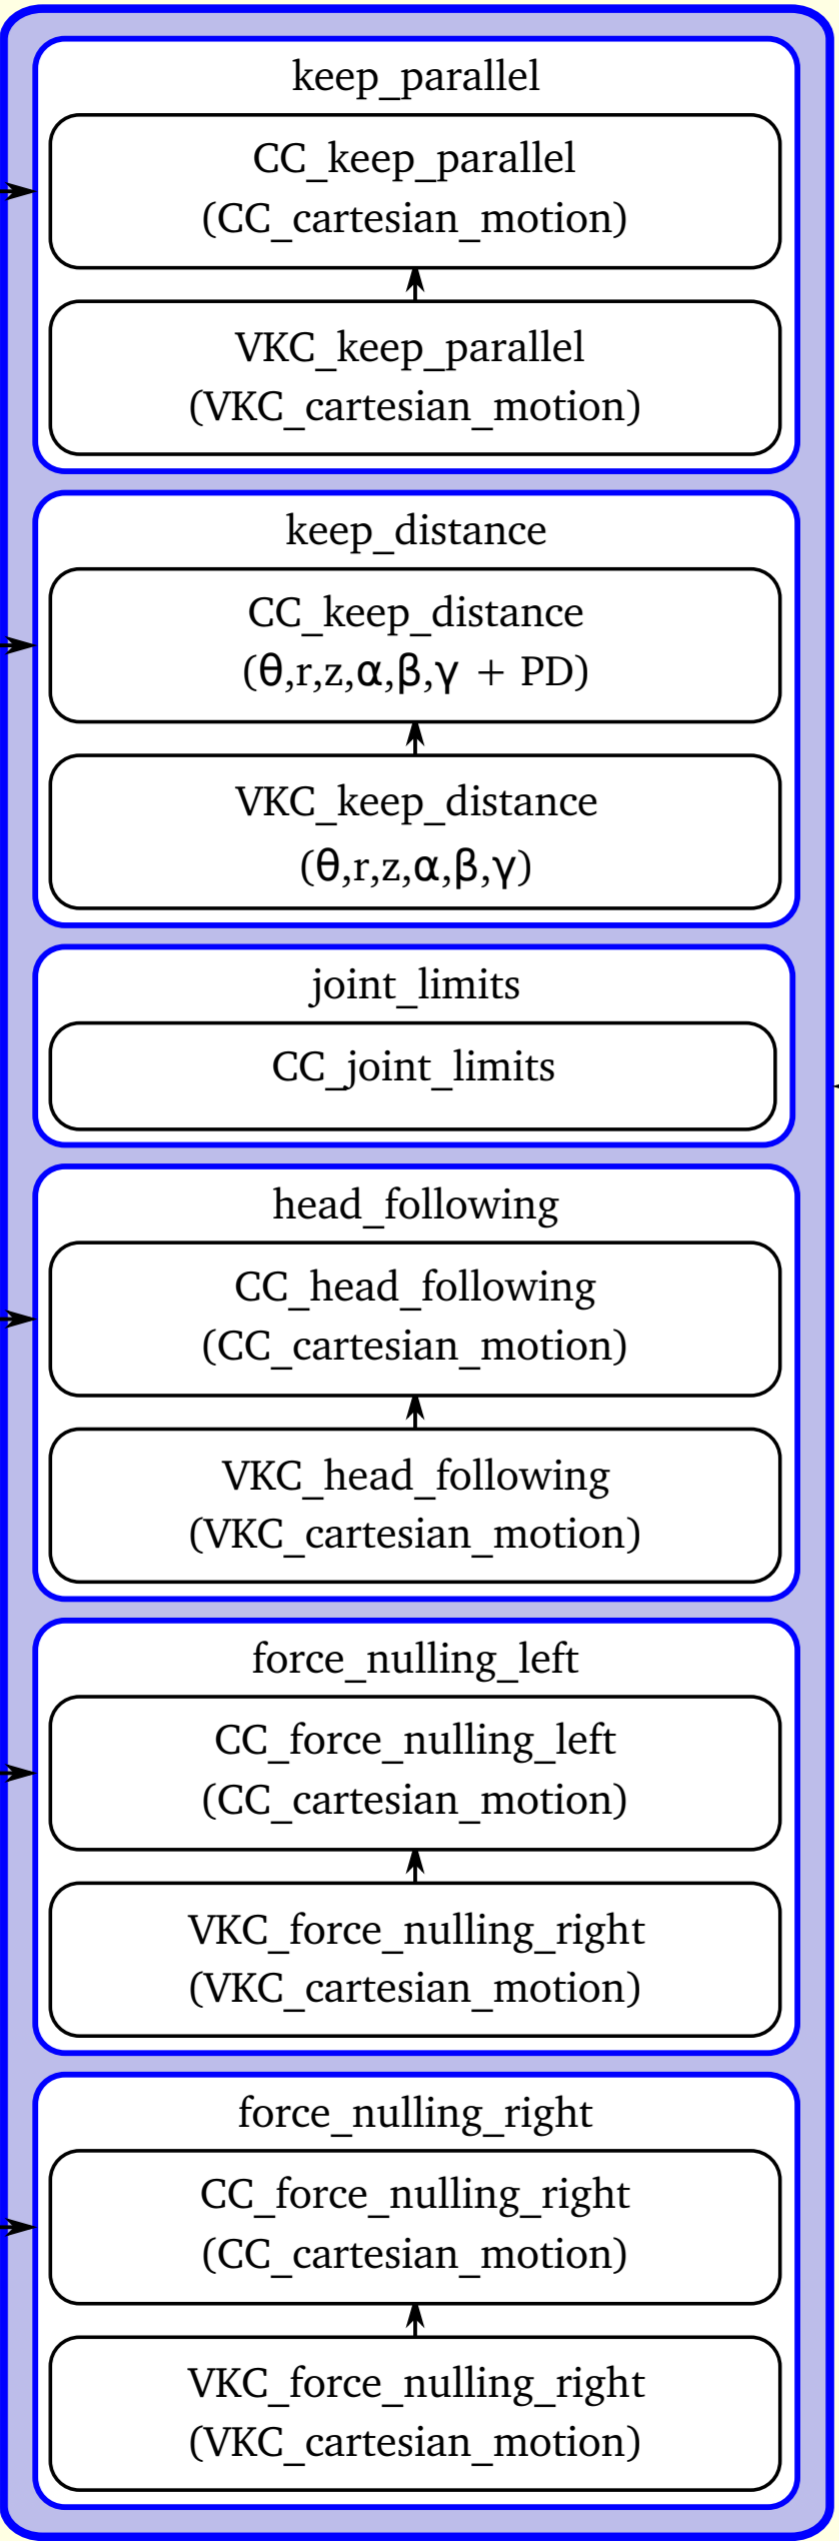 keep_parallel
CC_keep_parallel
(CC_cartesian_motion)
VKC_keep_parallel
(VKC_cartesian_motion)
keep_distance
CC_keep_distance
(θ,r,z,α,β,γ + PD)
VKC_keep_distance
(θ,r,z,α,β,γ)
joint_limits
CC_joint_limits
head_following
CC_head_following
(CC_cartesian_motion)
VKC_head_following
(VKC_cartesian_motion)
force_nulling_left
CC_force_nulling_left
(CC_cartesian_motion)
VKC_force_nulling_right
(VKC_cartesian_motion)
force_nulling_right
CC_force_nulling_right
(CC_cartesian_motion)
VKC_force_nulling_right
(VKC_cartesian_motion)